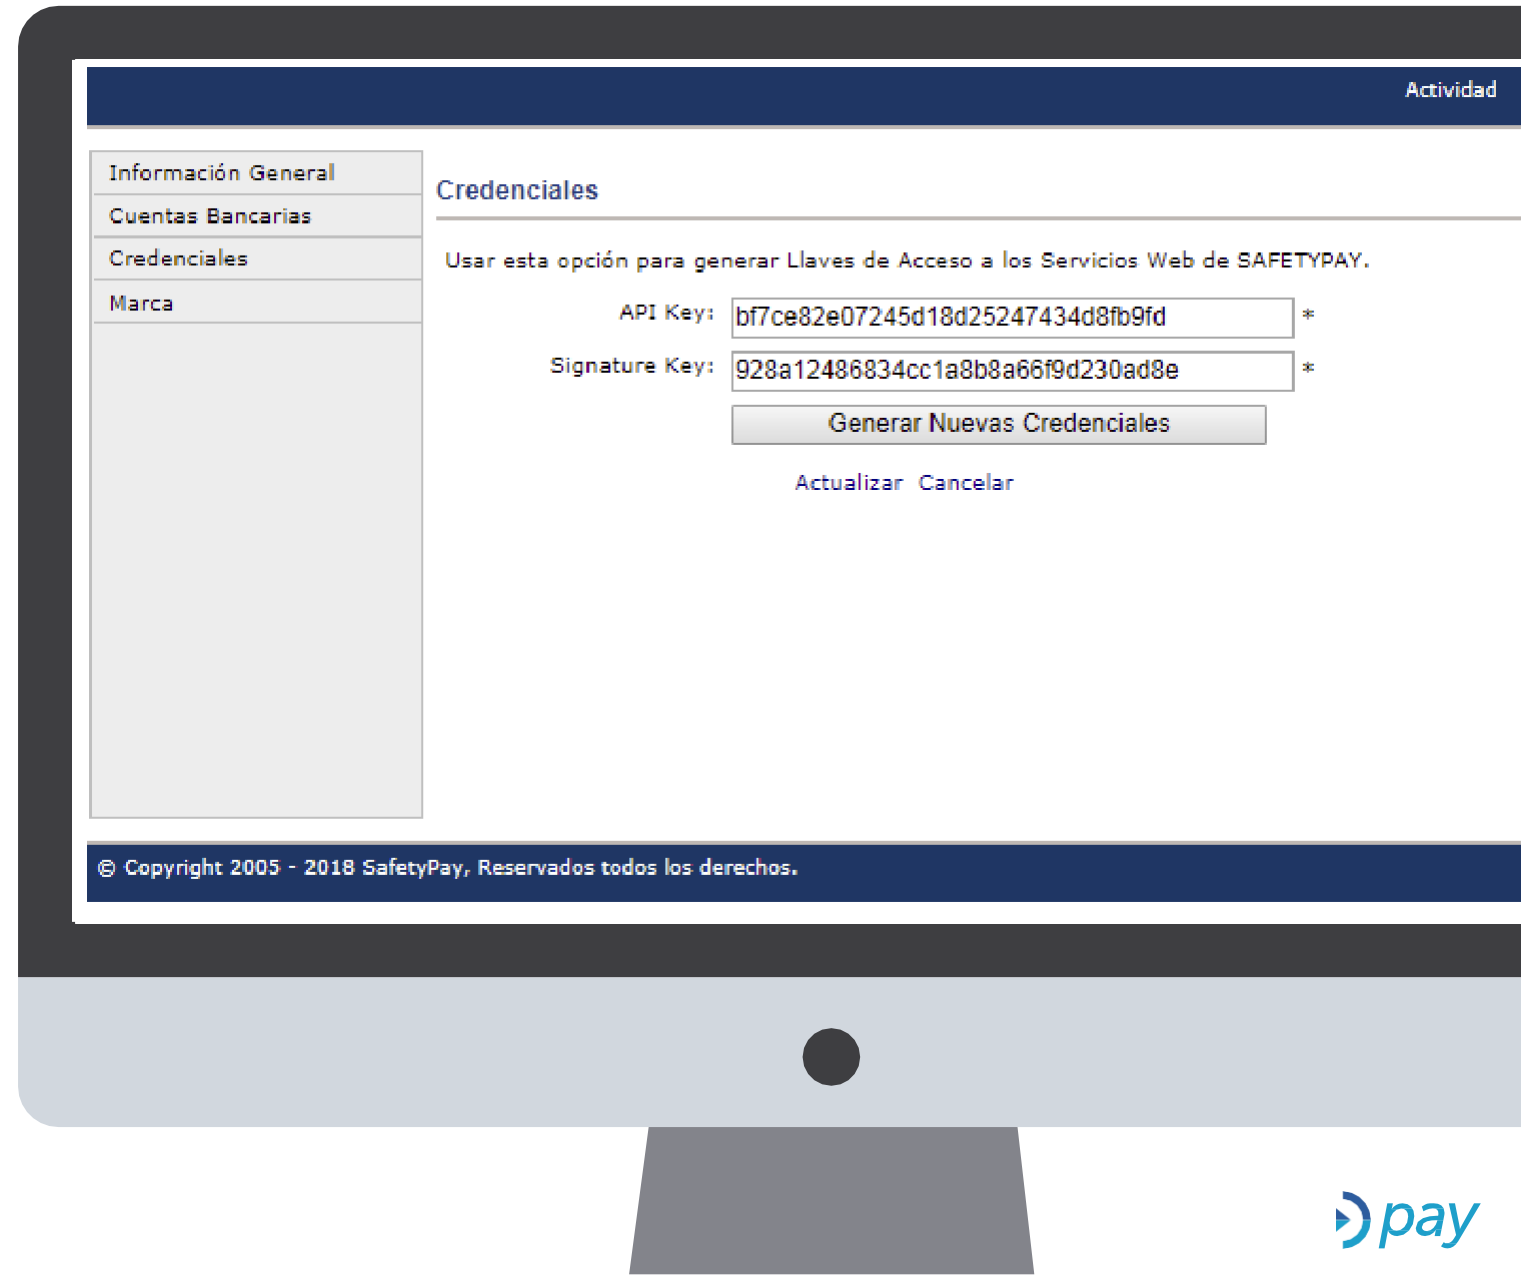 Actividad
Información General
Cuentas Bancarias
Credenciales
Marca
Credenciales
Usar esta opción para generar Llaves de Acceso a los Servicios Web de SAFETYPAY.
API Key: bf7ce82e07245d18d25247434d8fb9fd *
Signature Key: 928a12486834cc1a8b8a66f9d230ad8e *
Generar Nuevas Credenciales
Actualizar Cancelar
© Copyright 2005 - 2018 SafetyPay, Reservados todos los derechos.
pay